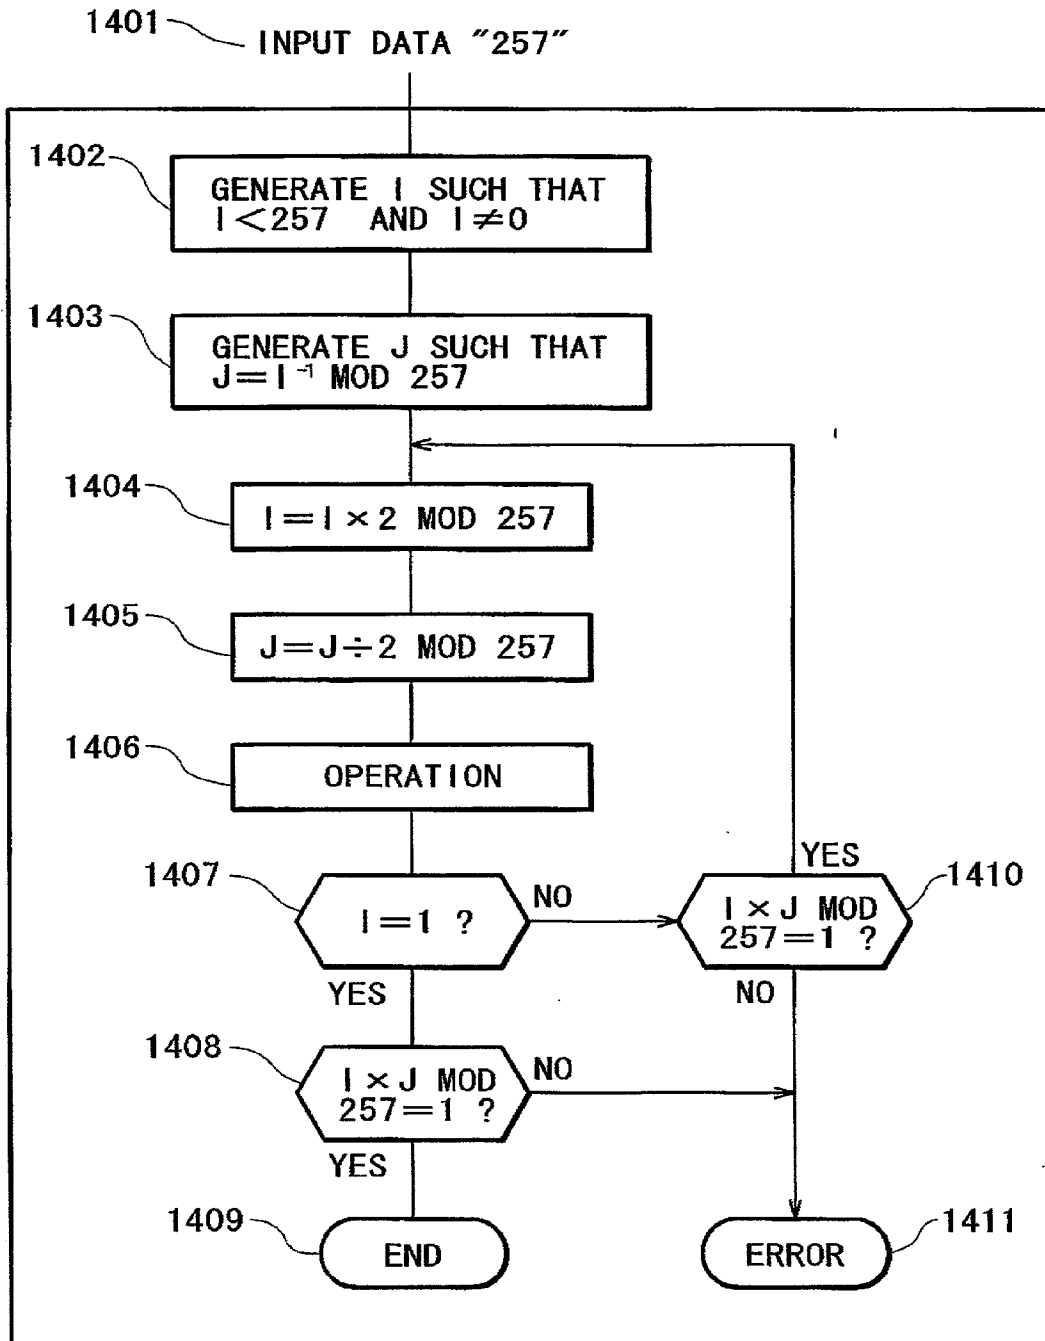 1401
INPUT DATA "257"
1402
GENERATE I SUCH THAT
I<257 AND I≠0
1403
GENERATE J SUCH THAT
J=I⁻¹ MOD 257
1404
I=I×2 MOD 257
1405
J=J÷2 MOD 257
1406
OPERATION
1407
I=1 ?
NO
YES
1410
I×J MOD
257=1 ?
YES
NO
1408
I×J MOD
257=1 ?
NO
YES
1409
END
1411
ERROR